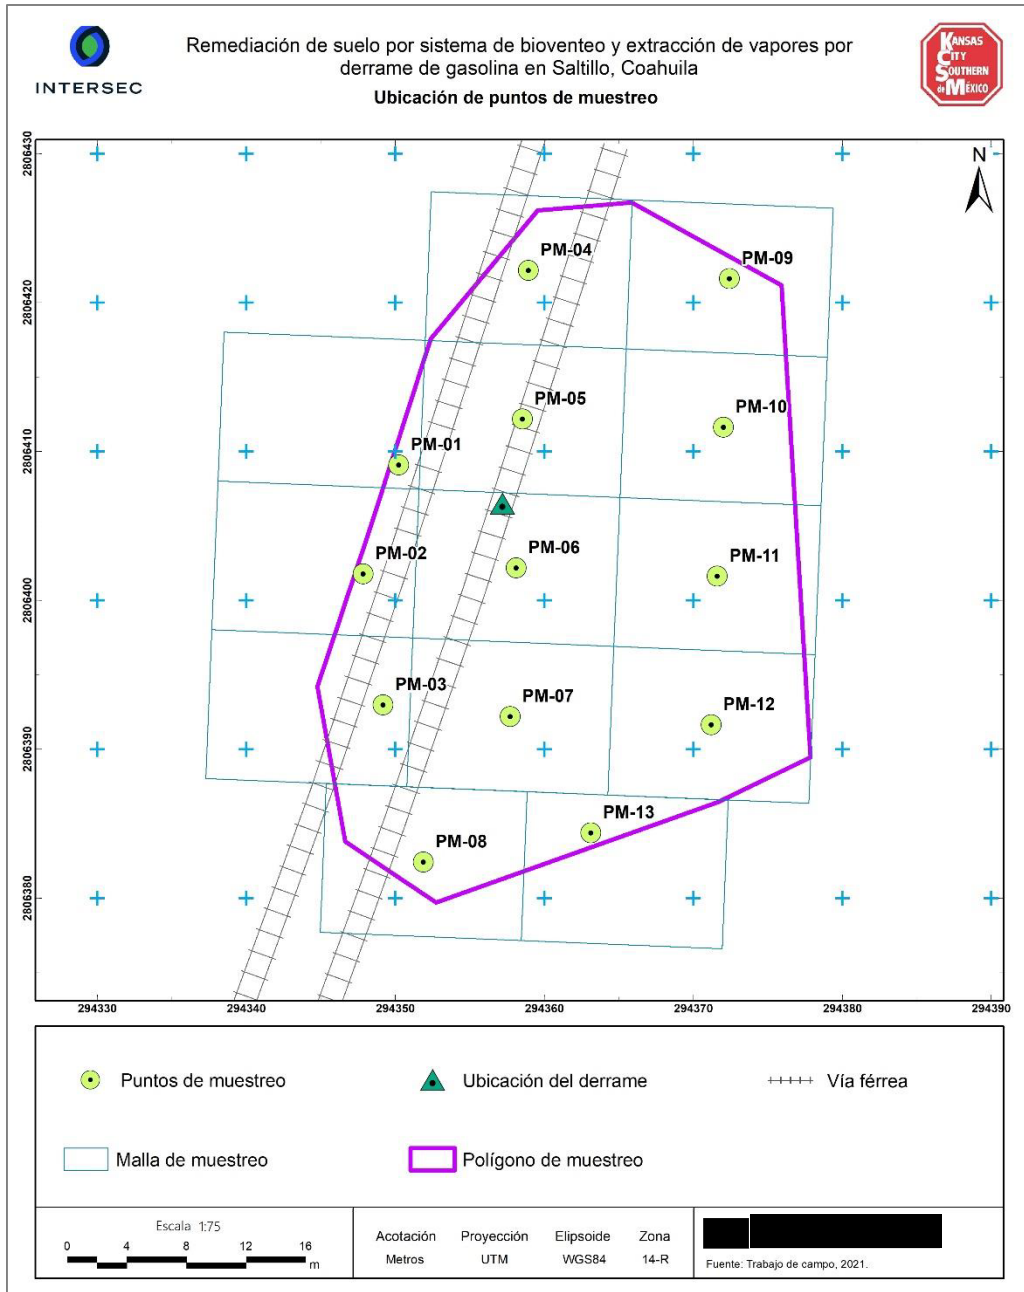 INTERSEC
Remediación de suelo por sistema de bioventeo y extracción de vapores por
derrame de gasolina en Saltillo, Coahuila
Ubicación de puntos de muestreo
KANSAS
CITY
SOUTHERN
de MÉXICO
N
2806430
2806420
2806410
2806400
2806390
2806380
PM-04
PM-09
PM-05
PM-10
PM-01
PM-02
PM-06
PM-11
PM-03
PM-07
PM-12
PM-13
PM-08
294330
294340
294350
294360
294370
294380
294390
Puntos de muestreo
Ubicación del derrame
Vía férrea
Malla de muestreo
Polígono de muestreo
Escala 1:75
0 4 8 12 16
m
Acotación Proyección Elipsoide Zona
Metros UTM WGS84 14-R
Fuente: Trabajo de campo, 2021.